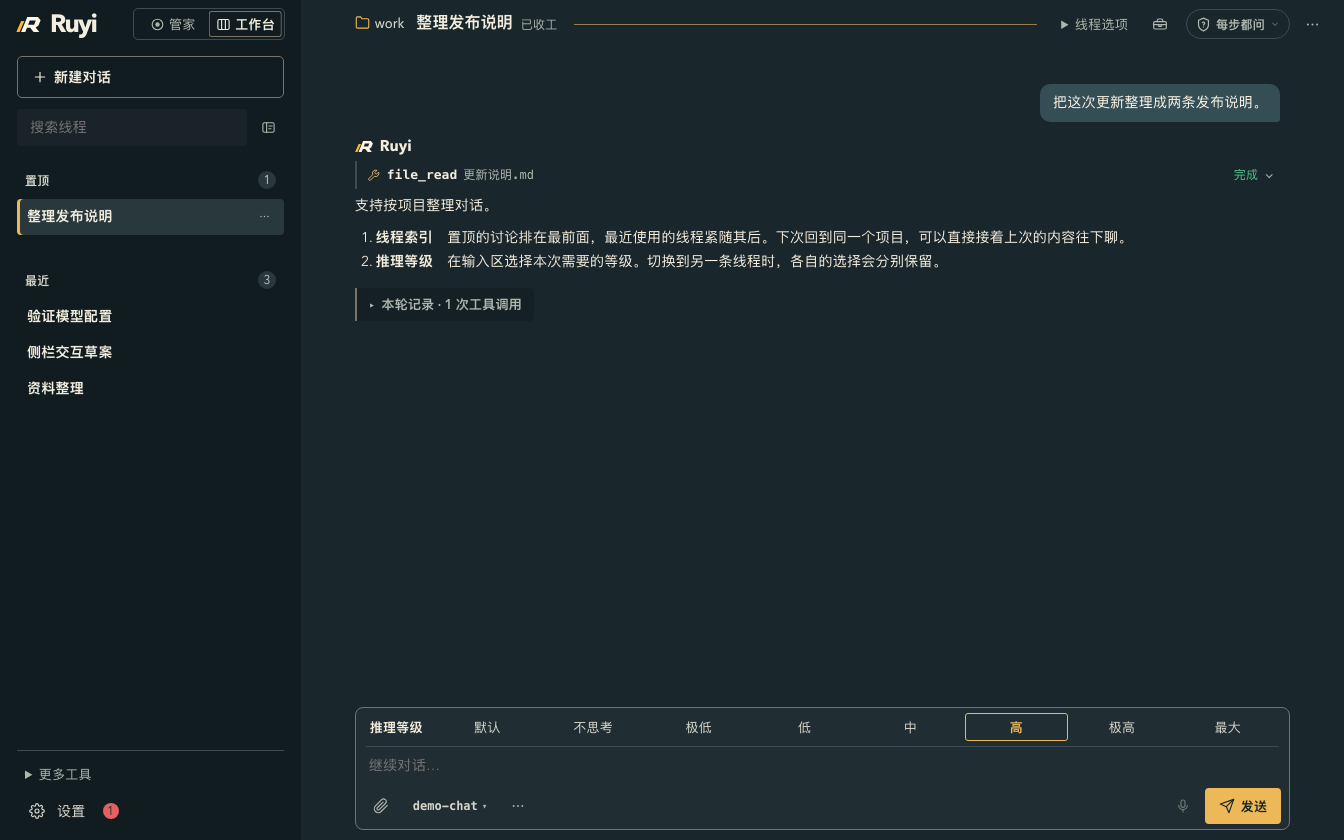 Ruyi
管家
工作台
新建对话
搜索线程
置顶
1
整理发布说明
最近
3
验证模型配置
侧栏交互草案
资料整理
更多工具
设置
1
work 整理发布说明 已收工
线程选项
每步都问
把这次更新整理成两条发布说明。
Ruyi
file_read 更新说明.md
完成
支持按项目整理对话。
1. 线程索引 置顶的讨论排在最前面，最近使用的线程紧随其后。下次回到同一个项目，可以直接接着上次的内容往下聊。
2. 推理等级 在输入区选择本次需要的等级。切换到另一条线程时，各自的选择会分别保留。
本轮记录 · 1 次工具调用
推理等级 默认 不思考 极低 低 中 高 极高 最大
继续对话…
demo-chat
发送